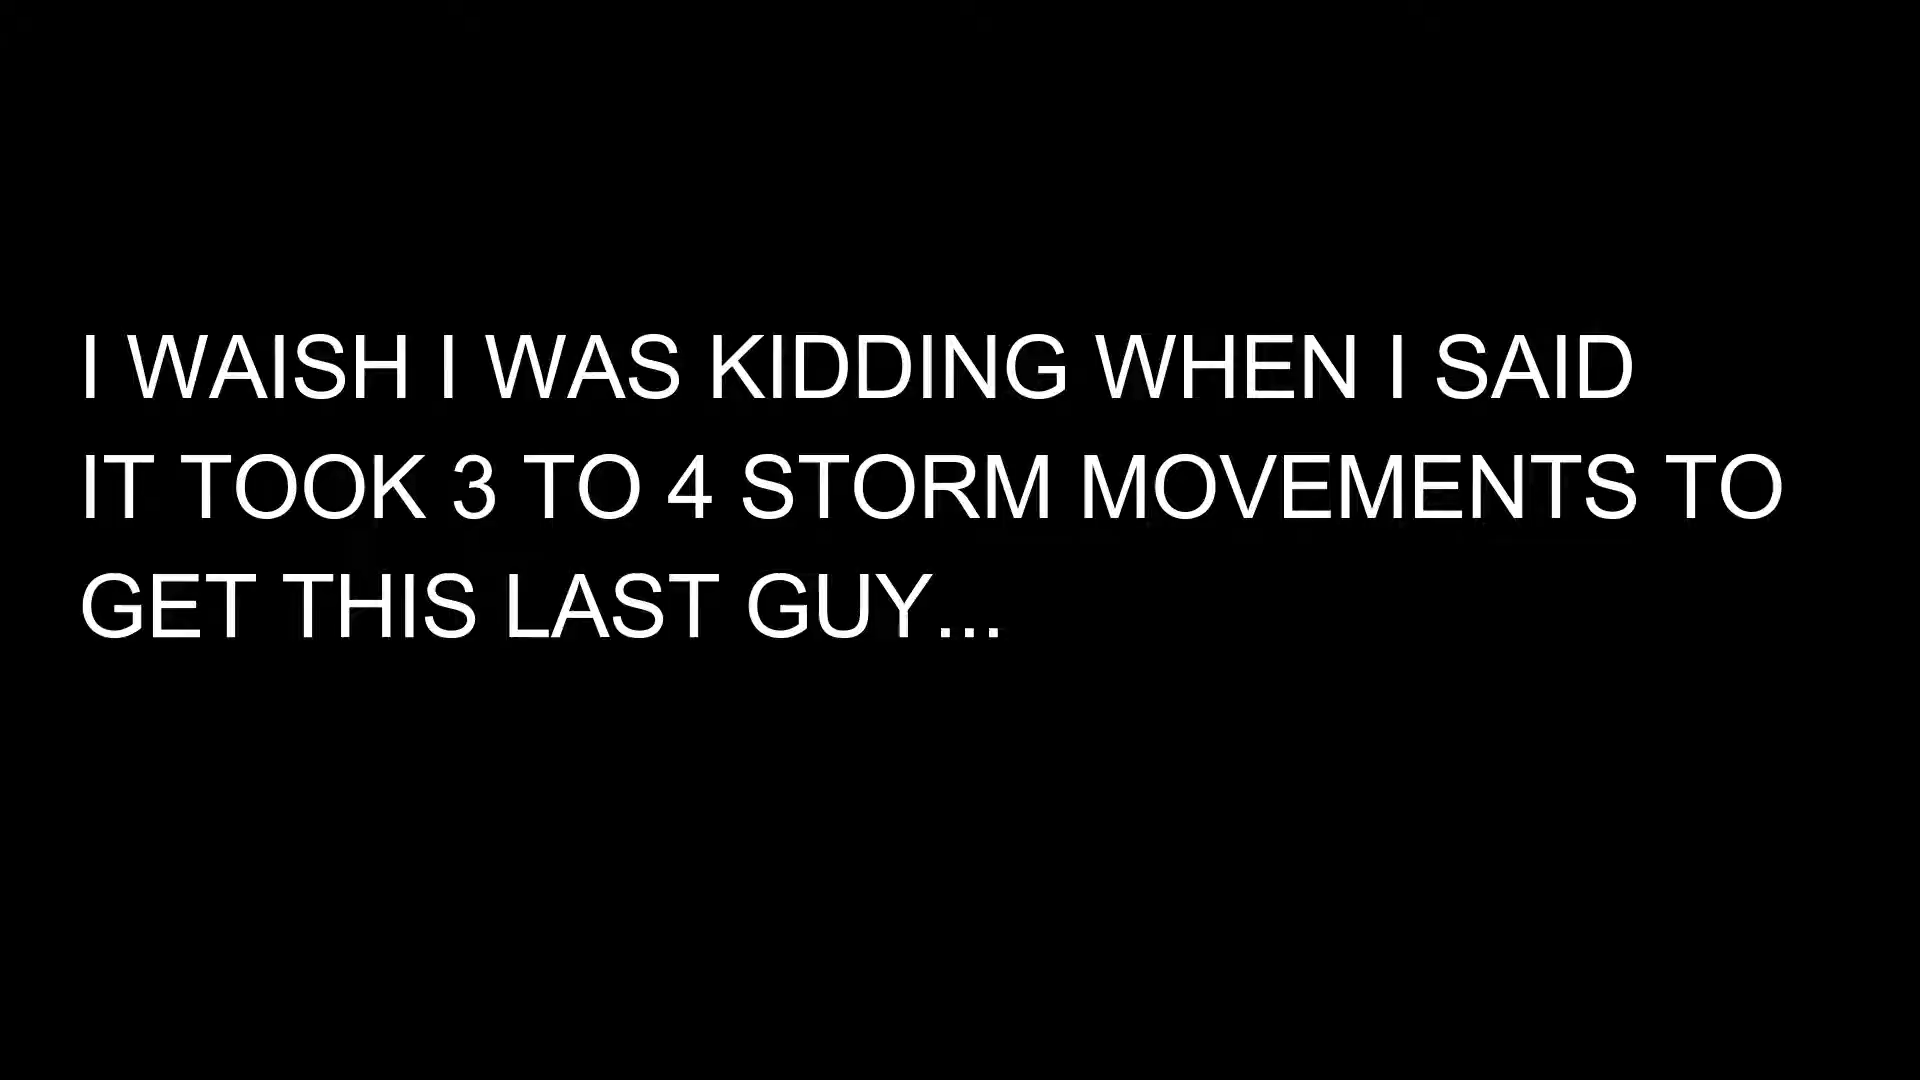 I WAISH I WAS KIDDING WHEN I SAID
IT TOOK 3 TO 4 STORM MOVEMENTS TO
GET THIS LAST GUY...